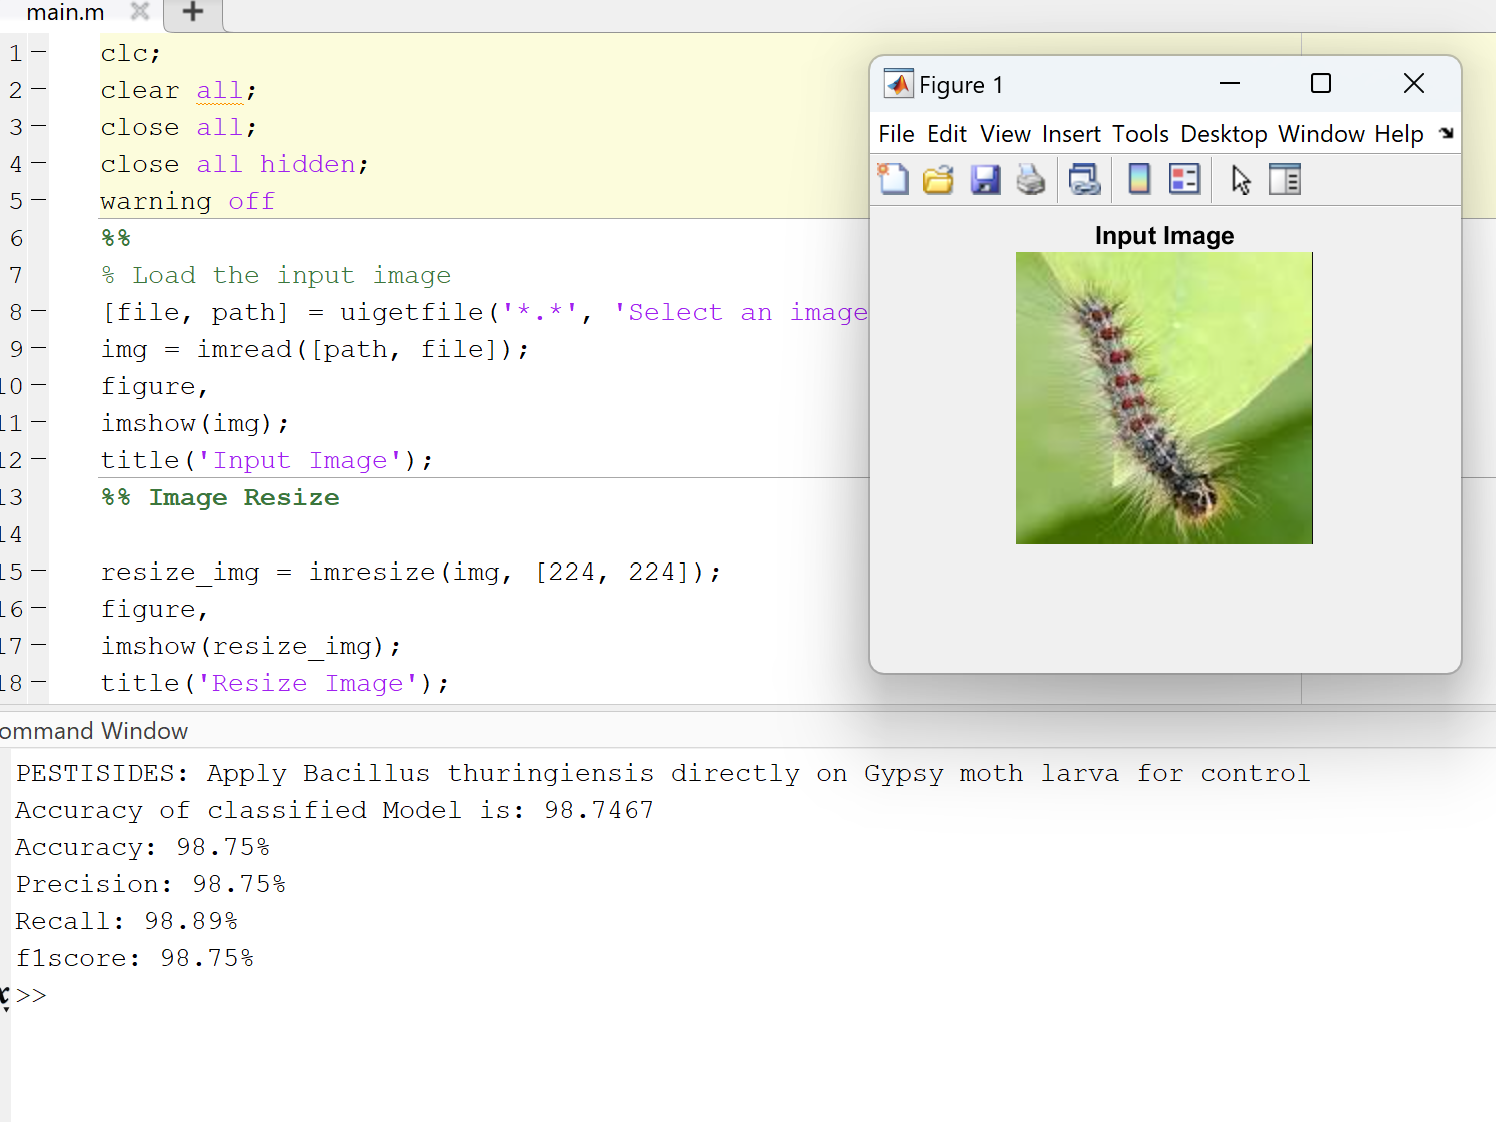 main.m
1
clc;
2
clear all;
3
close all;
4
close all hidden;
5
warning off
6
%%
7
% Load the input image
8
[file, path] = uigetfile('*.*', 'Select an image
9
img = imread([path, file]);
10
figure,
11
imshow(img);
12
title('Input Image');
13
%% Image Resize
14
15
resize_img = imresize(img, [224, 224]);
16
figure,
17
imshow(resize_img);
18
title('Resize Image');
Figure 1
File Edit View Insert Tools Desktop Window Help
Input Image
ommand Window
PESTISIDES: Apply Bacillus thuringiensis directly on Gypsy moth larva for control
Accuracy of classified Model is: 98.7467
Accuracy: 98.75%
Precision: 98.75%
Recall: 98.89%
f1score: 98.75%
>>